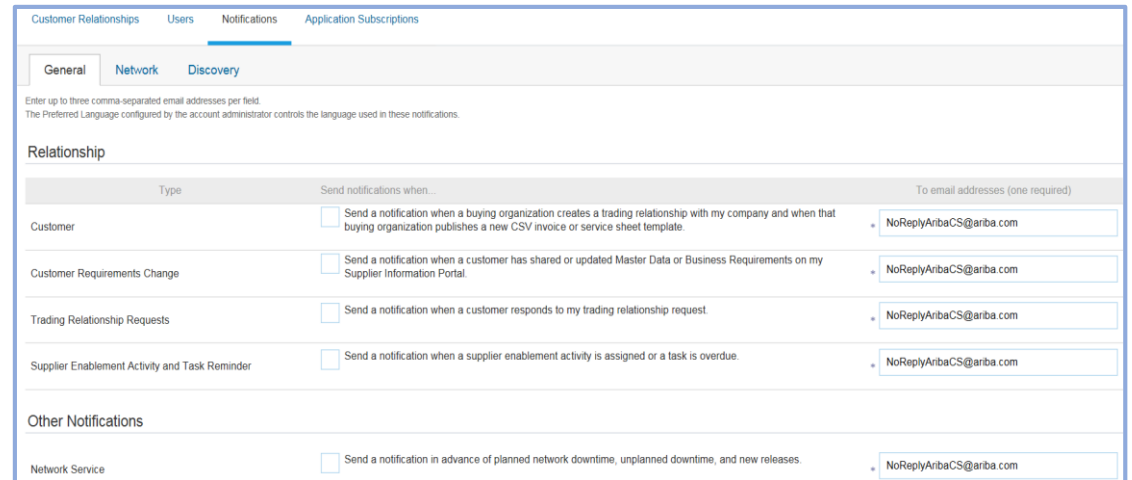 Customer Relationships Users Notifications Application Subscriptions
General Network Discovery
Enter up to three comma-separated email addresses per field.
The Preferred Language configured by the account administrator controls the language used in these notifications.
Relationship
Type Send notifications when... To email addresses (one required)
Customer
Send a notification when a buying organization creates a trading relationship with my company and when that
buying organization publishes a new CSV invoice or service sheet template.
* NoReplyAribaCS@ariba.com
Customer Requirements Change
Send a notification when a customer has shared or updated Master Data or Business Requirements on my
Supplier Information Portal.
* NoReplyAribaCS@ariba.com
Trading Relationship Requests
Send a notification when a customer responds to my trading relationship request.
* NoReplyAribaCS@ariba.com
Supplier Enablement Activity and Task Reminder
Send a notification when a supplier enablement activity is assigned or a task is overdue.
* NoReplyAribaCS@ariba.com
Other Notifications
Network Service
Send a notification in advance of planned network downtime, unplanned downtime, and new releases.
* NoReplyAribaCS@ariba.com